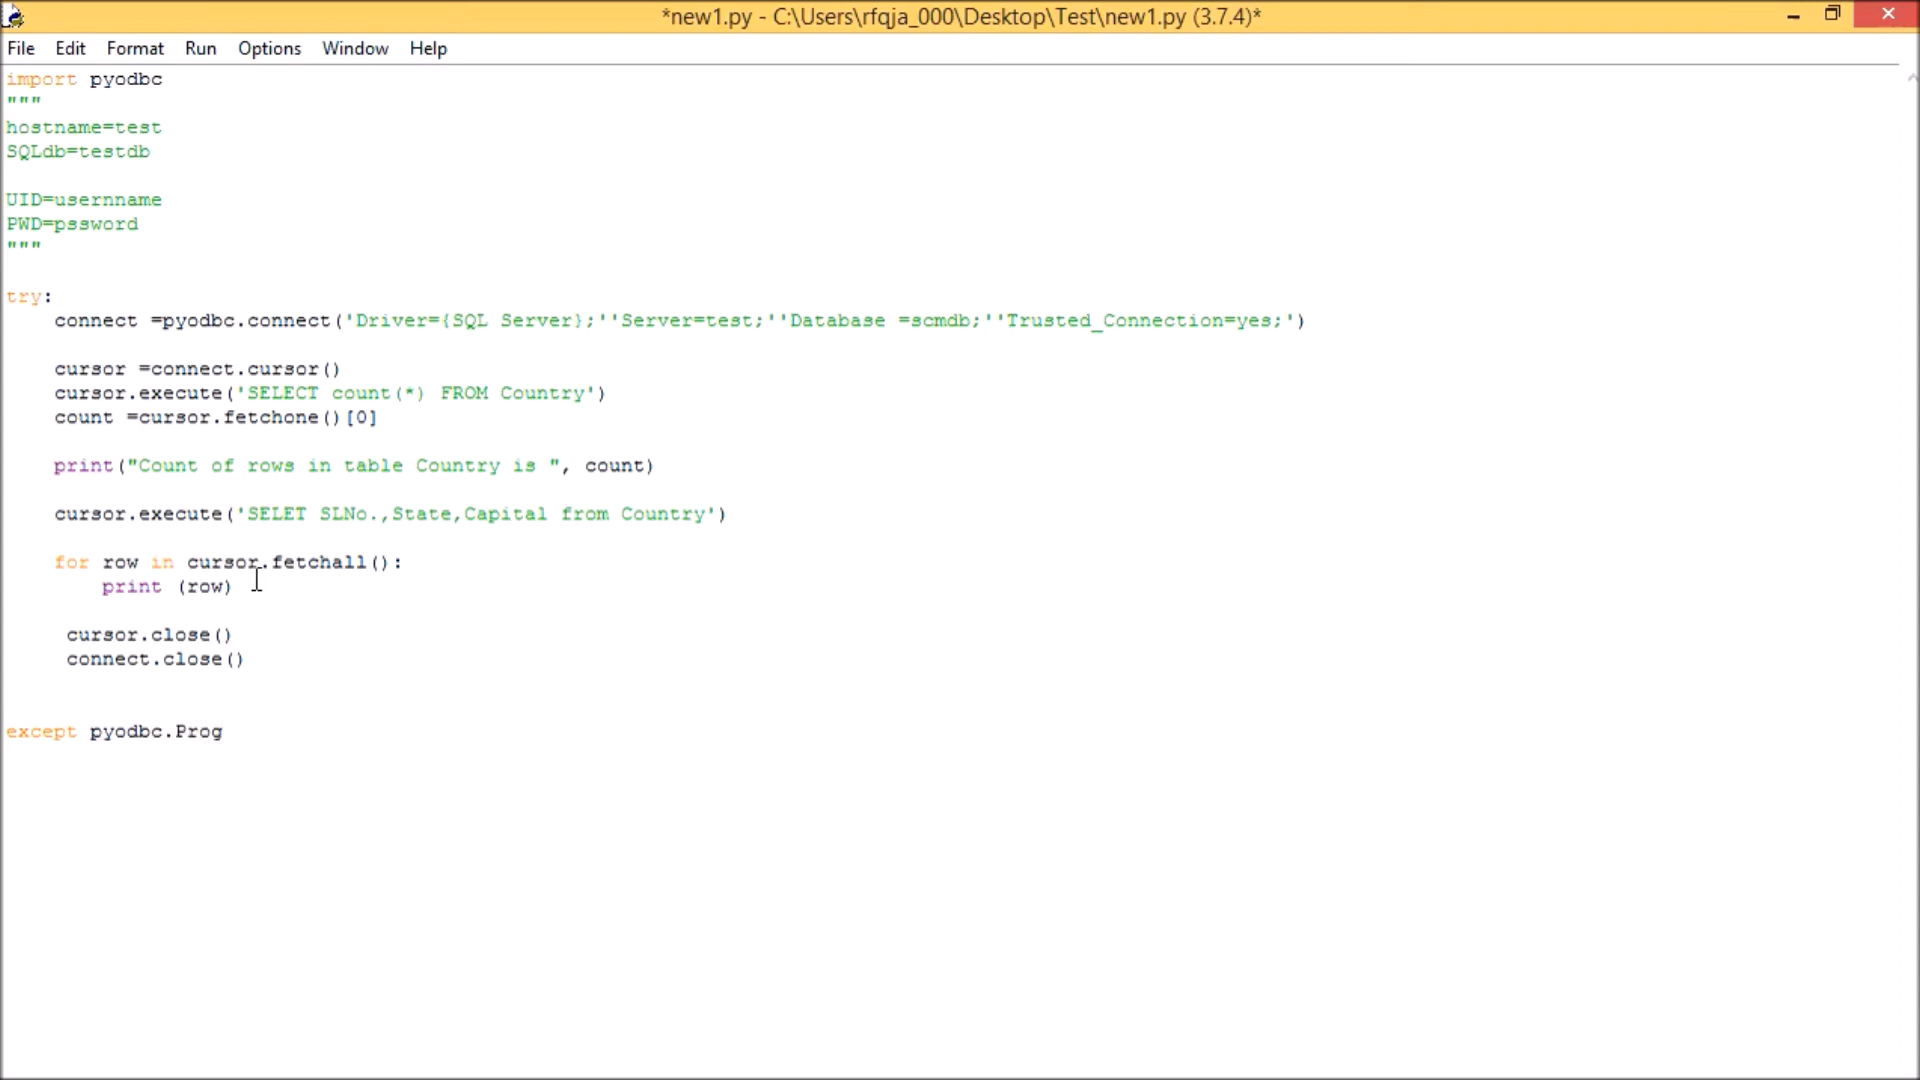 *new1.py - C:\Users\rfqja_000\Desktop\Test\new1.py (3.7.4)*
File Edit Format Run Options Window Help
import pyodbc
"""
hostname=test
SQLdb=testdb
UID=usernname
PWD=pssword
"""
try:
connect =pyodbc.connect('Driver={SQL Server};''Server=test;''Database =scmdb;''Trusted_Connection=yes;')
cursor =connect.cursor()
cursor.execute('SELECT count(*) FROM Country')
count =cursor.fetchone()[0]
print("Count of rows in table Country is ", count)
cursor.execute('SELET SLNo.,State,Capital from Country')
for row in cursor.fetchall():
print (row)
cursor.close()
connect.close()
except pyodbc.Prog